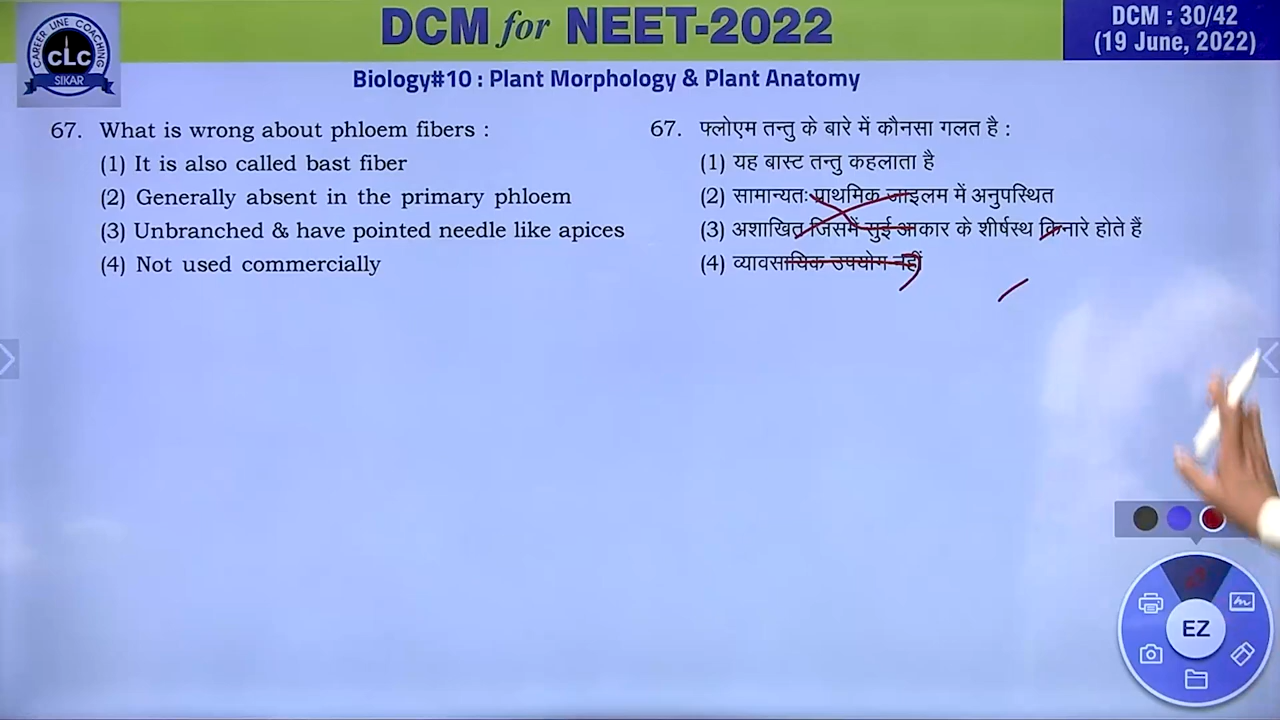 CAREER LINE COACHING
CLC
SIKAR
DCM for NEET-2022
DCM : 30/42
(19 June, 2022)
Biology#10 : Plant Morphology & Plant Anatomy
67. What is wrong about phloem fibers :
(1) It is also called bast fiber
(2) Generally absent in the primary phloem
(3) Unbranched & have pointed needle like apices
(4) Not used commercially
67. फ्लोएम तन्तु के बारे में कौनसा गलत है :
(1) यह बास्ट तन्तु कहलाता है
(2) सामान्यतः प्राथमिक जाइलम में अनुपस्थित
(3) अशाखित जिसमें सुई आकार के शीर्षस्थ किनारे होते हैं
(4) व्यावसायिक उपयोग नहीं
EZ